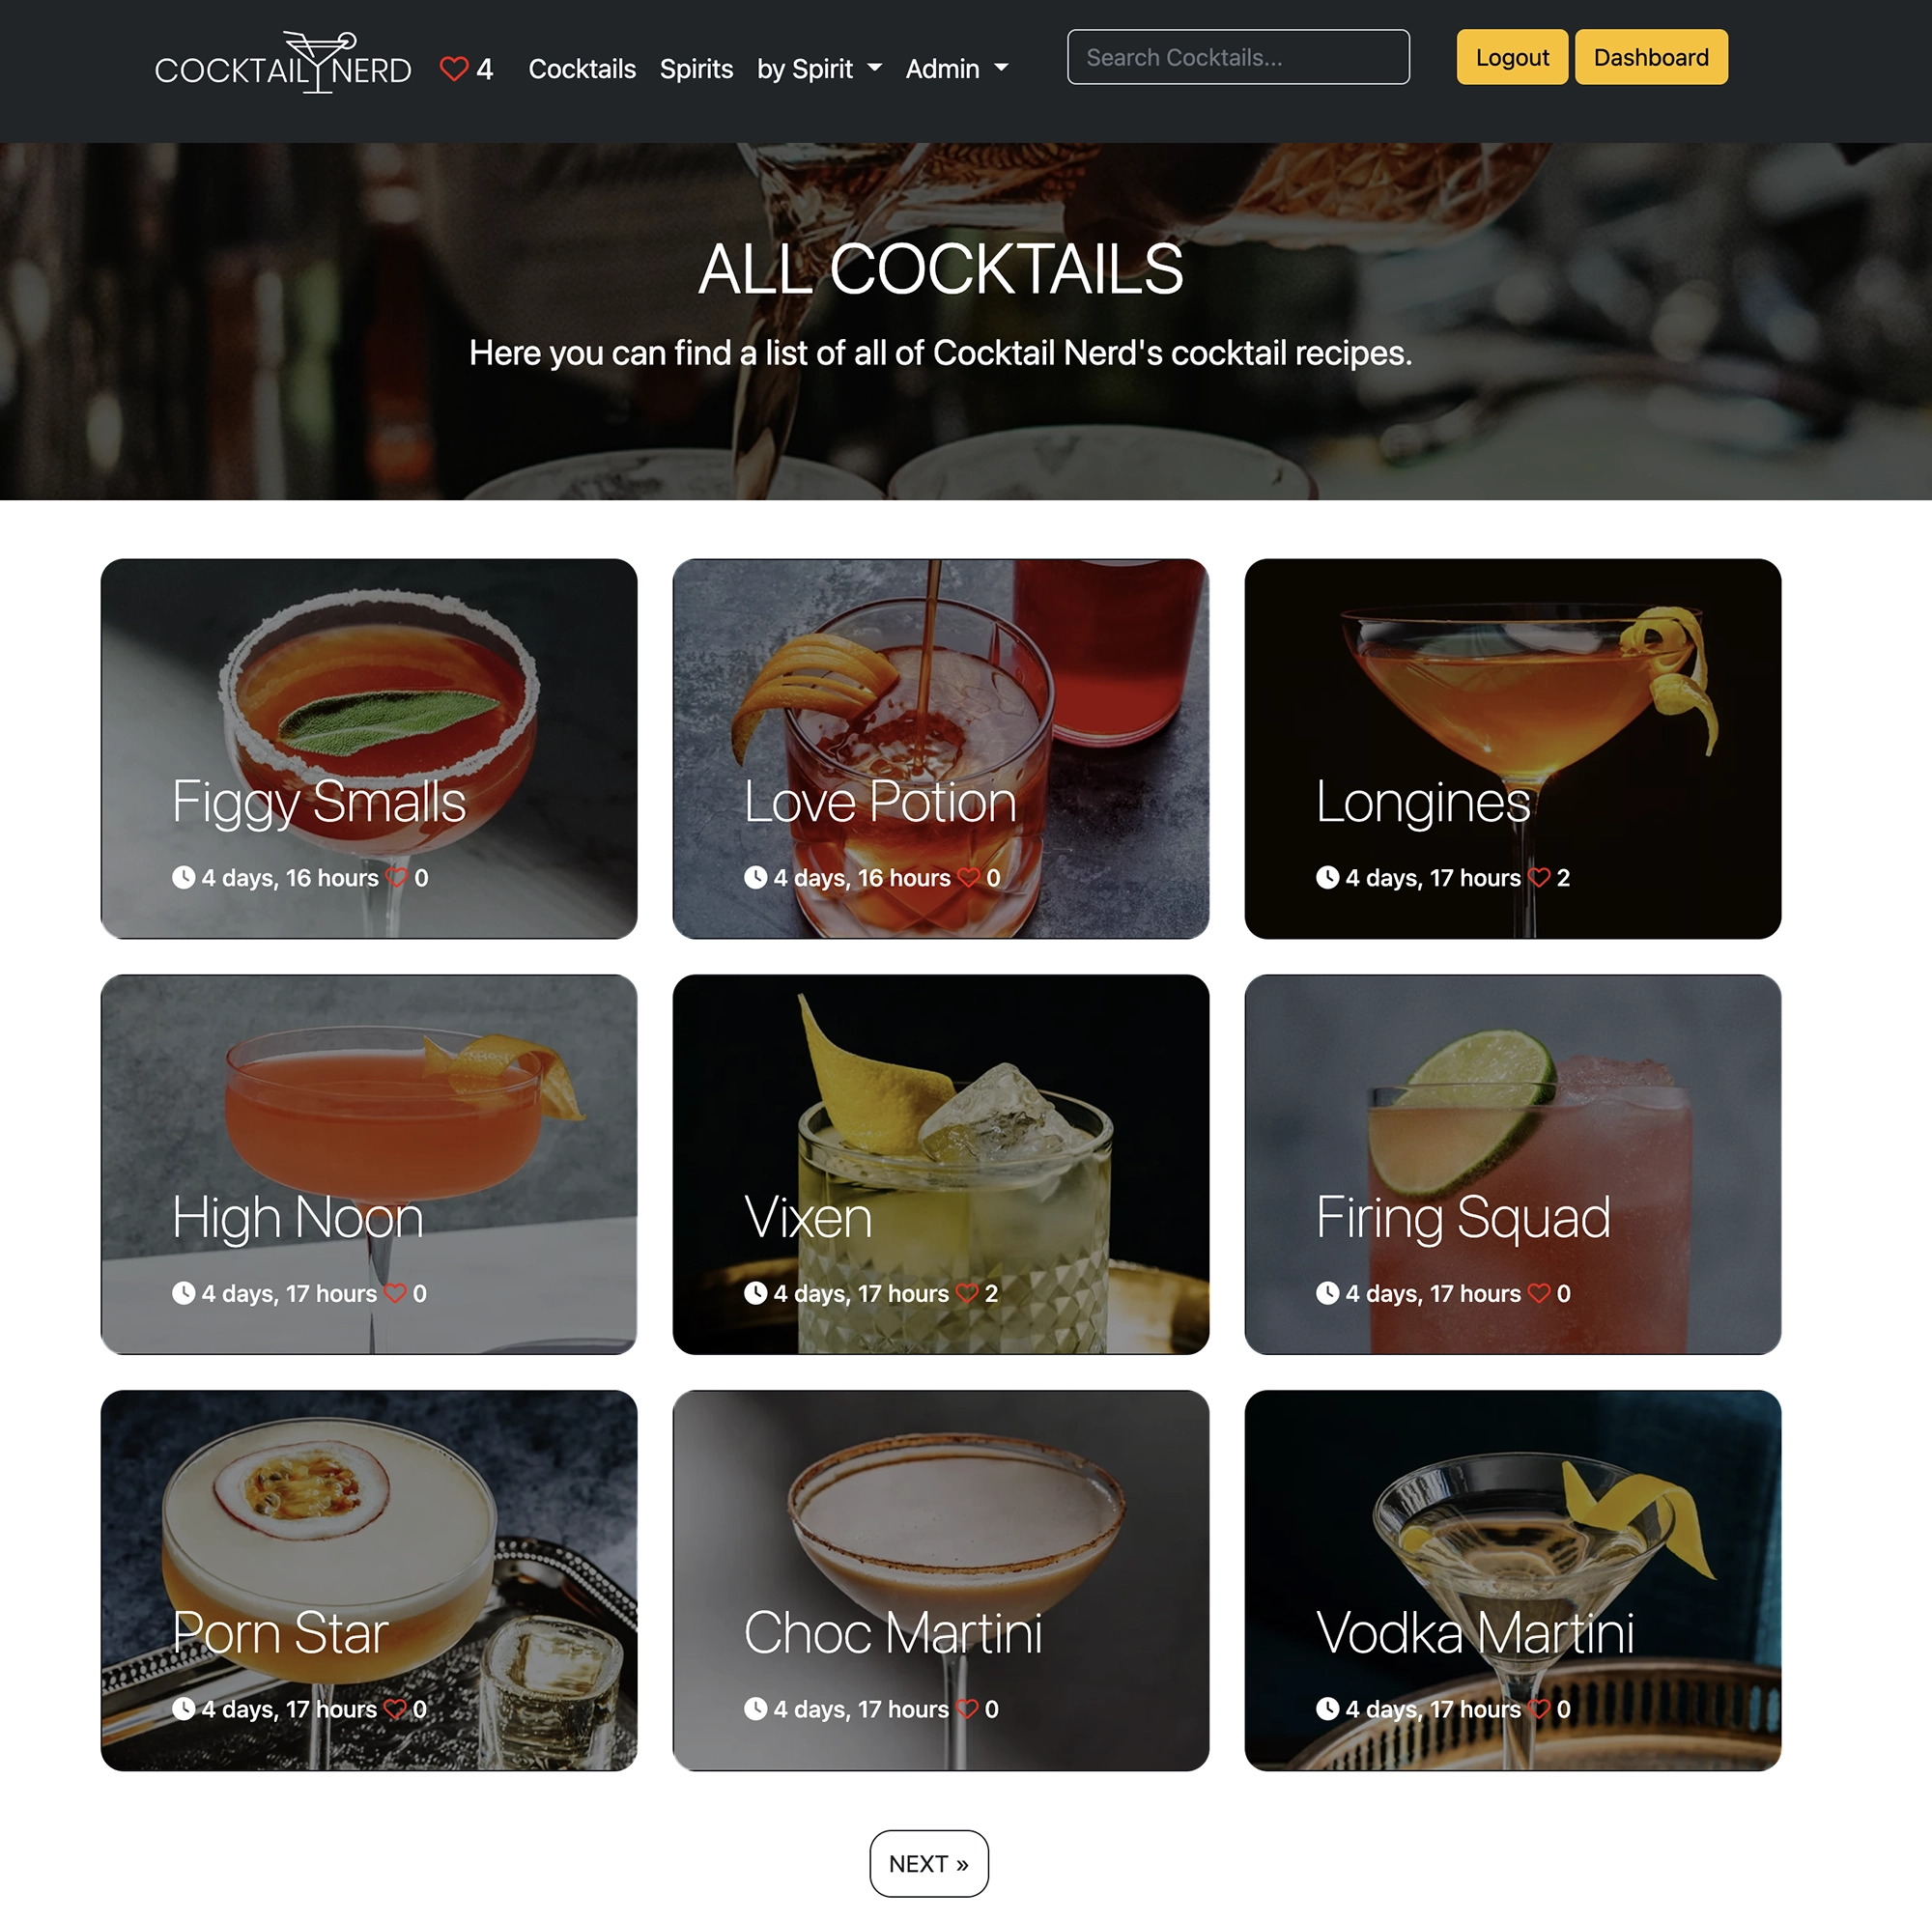 COCKTAIL NERD 4 Cocktails Spirits by Spirit Admin Search Cocktails... Logout Dashboard
ALL COCKTAILS
Here you can find a list of all of Cocktail Nerd's cocktail recipes.
Figgy Smalls
4 days, 16 hours 0
Love Potion
4 days, 16 hours 0
Longines
4 days, 17 hours 2
High Noon
4 days, 17 hours 0
Vixen
4 days, 17 hours 2
Firing Squad
4 days, 17 hours 0
Porn Star
4 days, 17 hours 0
Choc Martini
4 days, 17 hours 0
Vodka Martini
4 days, 17 hours 0
NEXT »